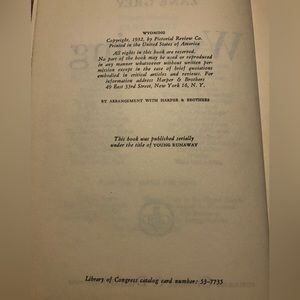 WYOMING
Copyright, 1932, by Pictorial Review Co.
Printed in the United States of America
All rights in this book are reserved.
No part of the book may be used or reproduced
in any manner whatsoever without written per-
mission except in the case of brief quotations
embodied in critical articles and reviews. For
information address Harper & Brothers
49 East 33rd Street, New York 16, N. Y.
BY ARRANGEMENT WITH HARPER & BROTHERS
This book was published serially
under the title of YOUNG RUNAWAY
Library of Congress catalog card number: 53-7735
ZANE GREY